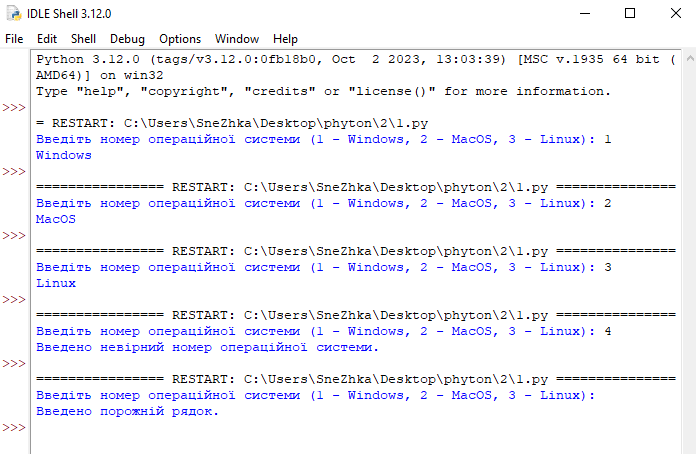 IDLE Shell 3.12.0
File Edit Shell Debug Options Window Help
Python 3.12.0 (tags/v3.12.0:0fb18b0, Oct  2 2023, 13:03:39) [MSC v.1935 64 bit (
AMD64)] on win32
Type "help", "copyright", "credits" or "license()" for more information.
>>>
= RESTART: C:\Users\SneZhka\Desktop\phyton\2\1.py
Введіть номер операційної системи (1 - Windows, 2 - MacOS, 3 - Linux): 1
Windows
>>>
================ RESTART: C:\Users\SneZhka\Desktop\phyton\2\1.py ===============
Введіть номер операційної системи (1 - Windows, 2 - MacOS, 3 - Linux): 2
MacOS
>>>
================ RESTART: C:\Users\SneZhka\Desktop\phyton\2\1.py ===============
Введіть номер операційної системи (1 - Windows, 2 - MacOS, 3 - Linux): 3
Linux
>>>
================ RESTART: C:\Users\SneZhka\Desktop\phyton\2\1.py ===============
Введіть номер операційної системи (1 - Windows, 2 - MacOS, 3 - Linux): 4
Введено невірний номер операційної системи.
>>>
================ RESTART: C:\Users\SneZhka\Desktop\phyton\2\1.py ===============
Введіть номер операційної системи (1 - Windows, 2 - MacOS, 3 - Linux):
Введено порожній рядок.
>>>